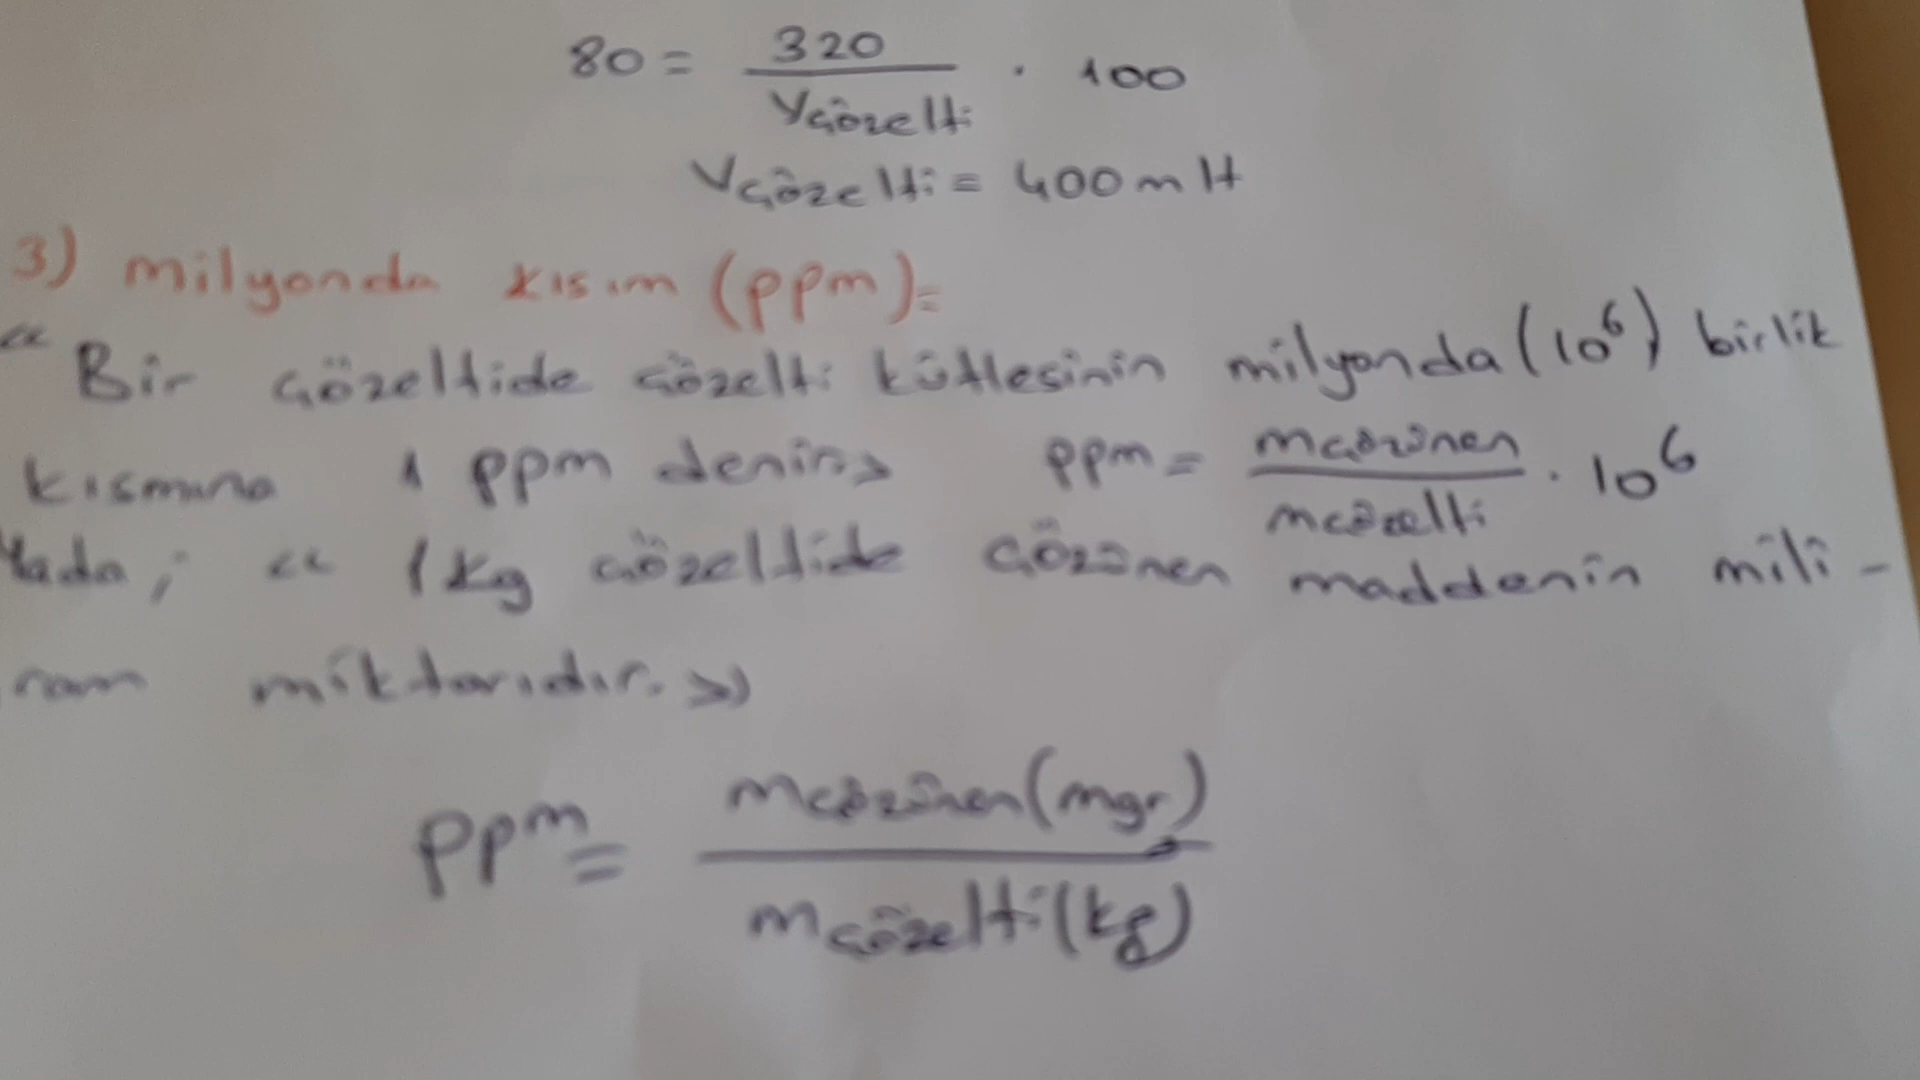 80 = 320 / Vçözelti . 100
Vçözelti = 400 mlt
3) milyonda kısım (ppm)=
" Bir çözeltide çözelti kütlesinin milyonda (10⁶) birlik
kısmına 1 ppm denir>> ppm = mçözünen / mçözelti . 10⁶
Yada ; << 1 kg çözeltide çözünen maddenin mili-
ram miktarıdır. >>
ppm = mçözünen (mgr) / mçözelti (kg)